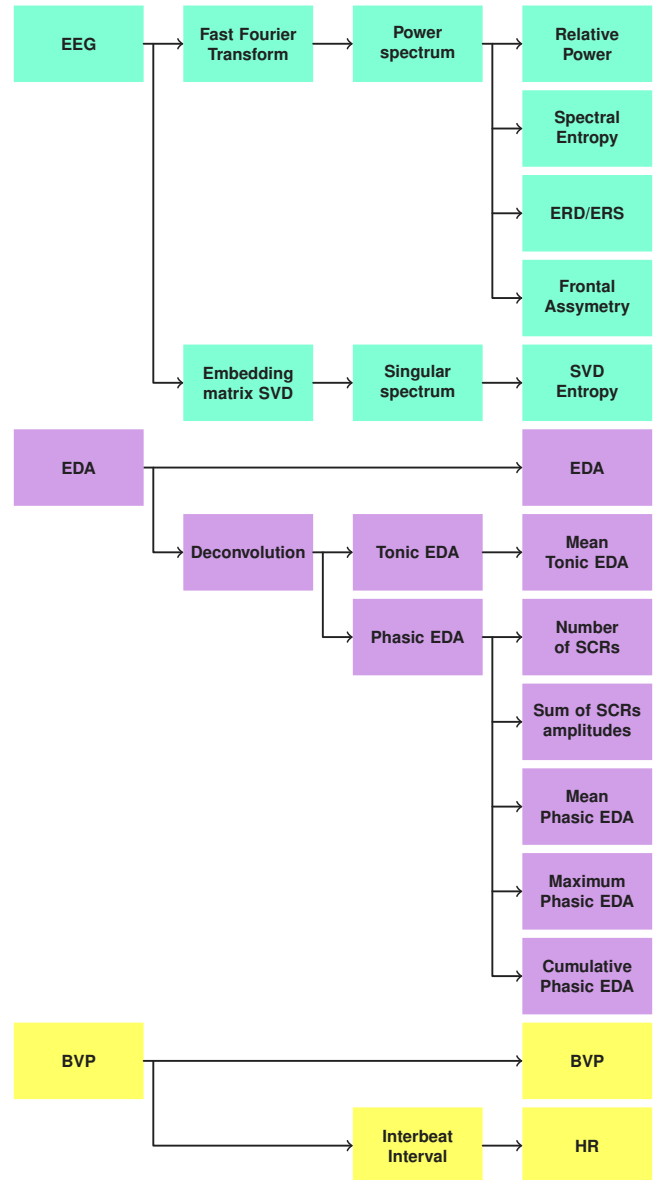 EEG
Fast Fourier
Transform
Power
spectrum
Relative
Power
Spectral
Entropy
ERD/ERS
Frontal
Assymetry
Embedding
matrix SVD
Singular
spectrum
SVD
Entropy
EDA
EDA
Deconvolution
Tonic EDA
Mean
Tonic EDA
Phasic EDA
Number
of SCRs
Sum of SCRs
amplitudes
Mean
Phasic EDA
Maximum
Phasic EDA
Cumulative
Phasic EDA
BVP
BVP
Interbeat
Interval
HR